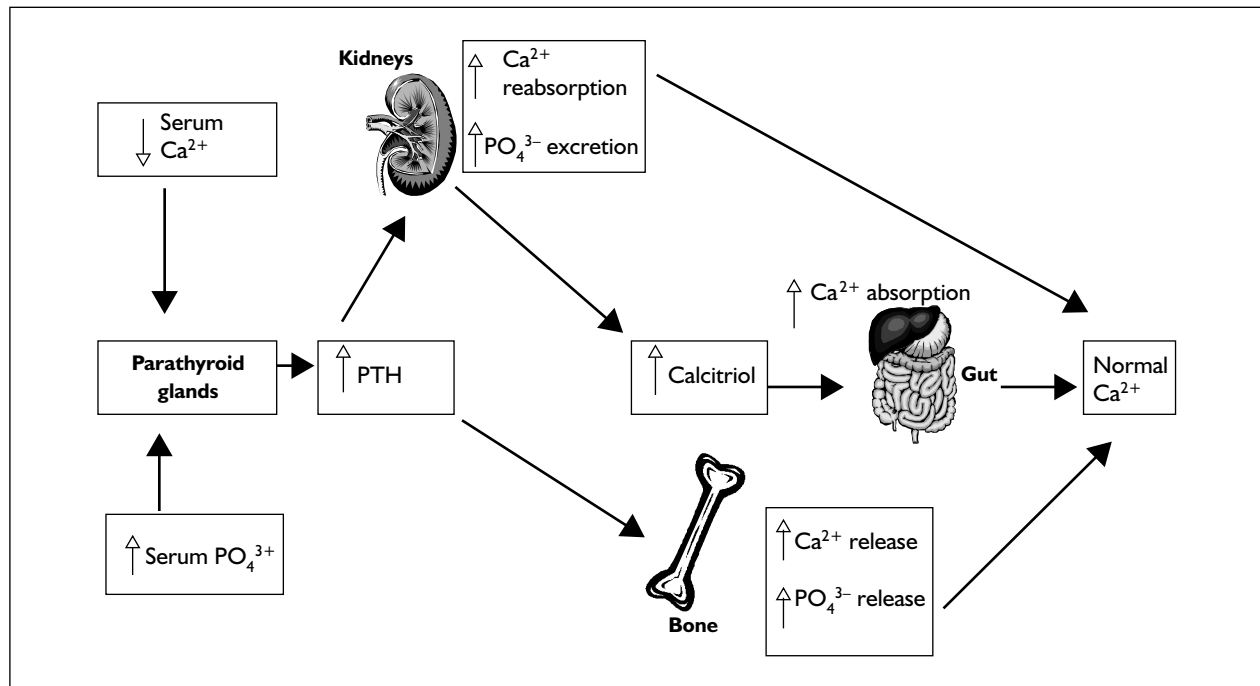 Kidneys
Ca²⁺
reabsorption
PO₄³⁻ excretion
Serum
Ca²⁺
Ca²⁺ absorption
Parathyroid
glands
PTH
Calcitriol
Gut
Normal
Ca²⁺
Serum PO₄³⁺
Ca²⁺ release
PO₄³⁻ release
Bone